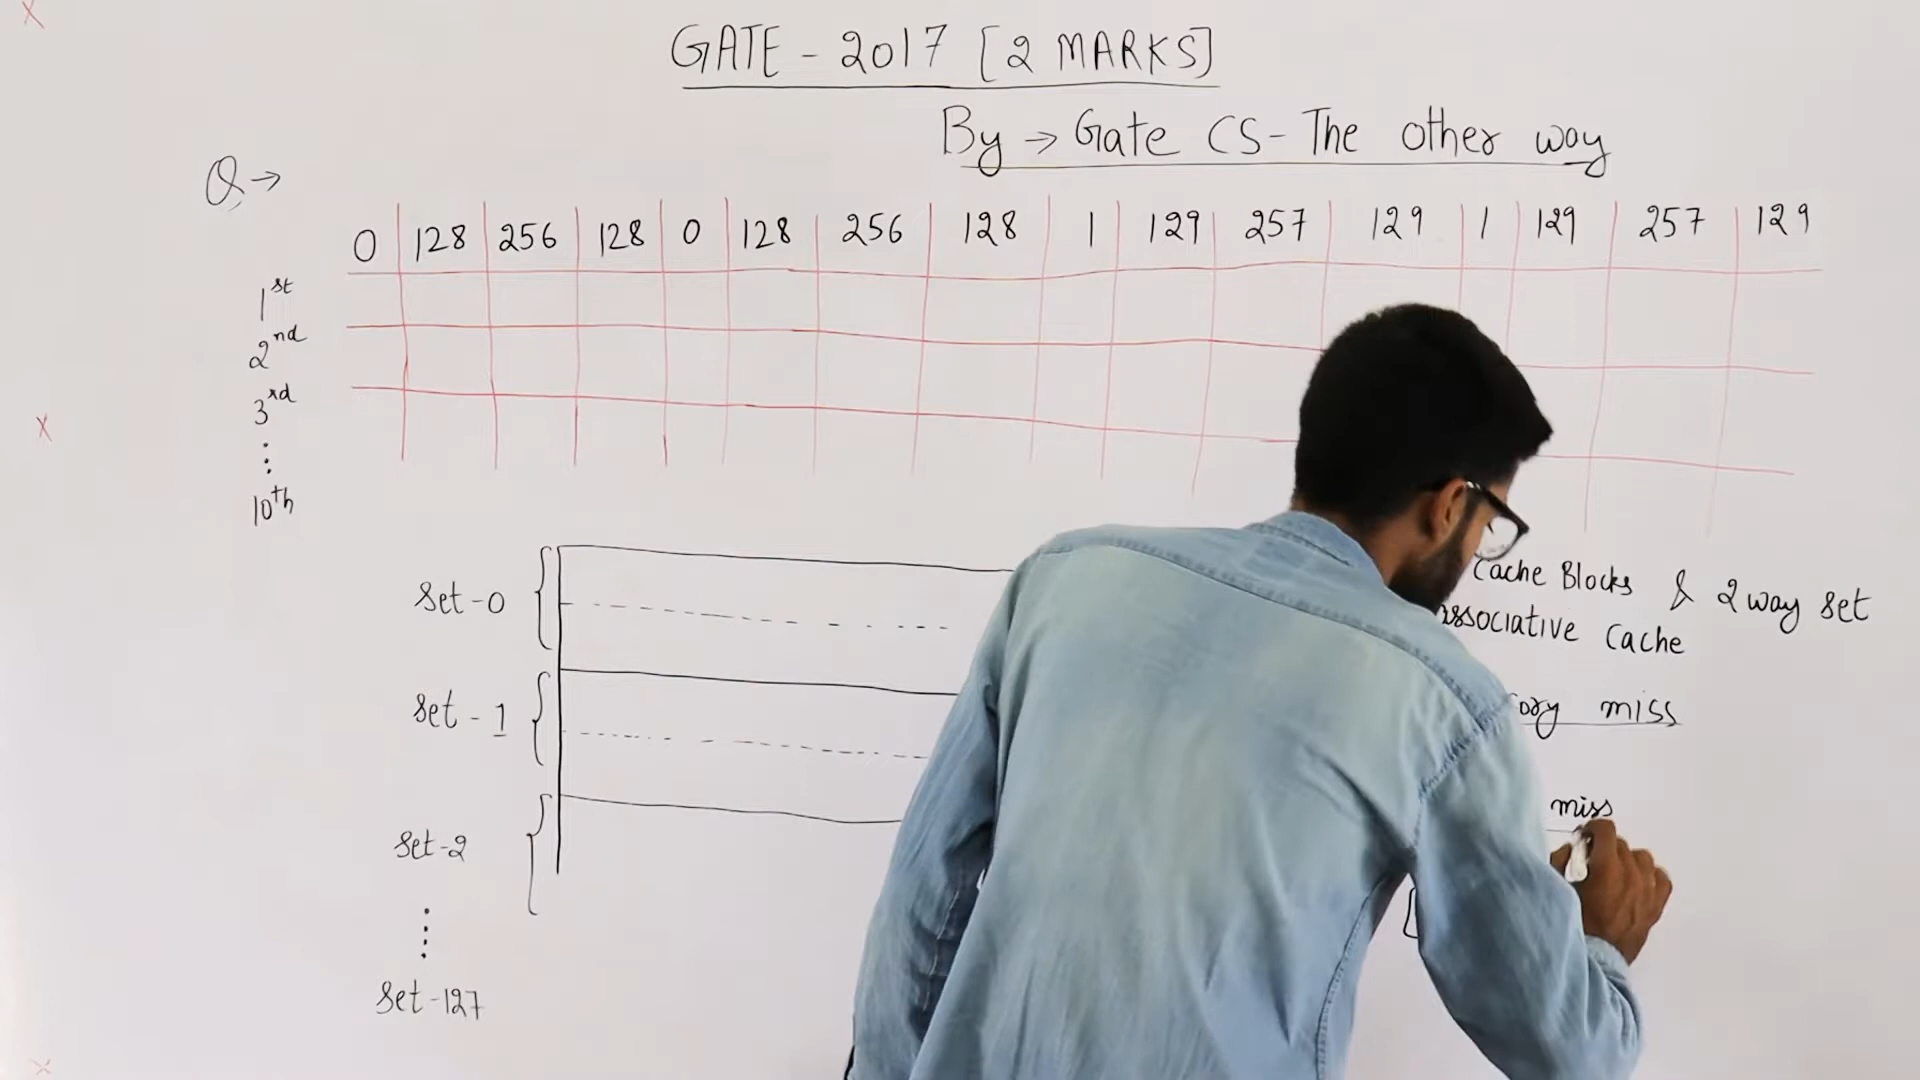 GATE - 2017 [2 MARKS]
By → Gate CS - The other way
Q →
0 128 256 128 0 128 256 128 1 129 257 129 1 129 257 129
1st
2nd
3rd
10th
Set-0
Set-1
Set-2
Set-127
Cache Blocks & 2 way set
associative Cache
miss
miss